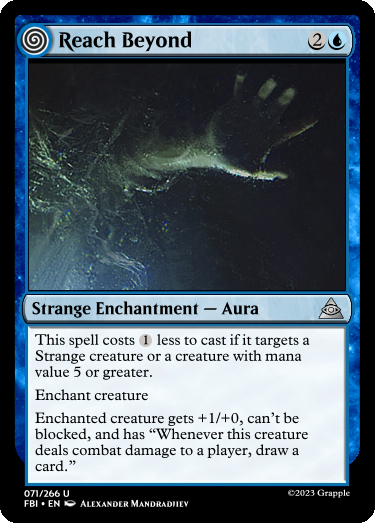 Reach Beyond 2
Strange Enchantment — Aura
This spell costs 1 less to cast if it targets a
Strange creature or a creature with mana
value 5 or greater.
Enchant creature
Enchanted creature gets +1/+0, can't be
blocked, and has “Whenever this creature
deals combat damage to a player, draw a
card.”
071/266 U
FBI • EN Alexander Mandradjiev
©2023 Grapple